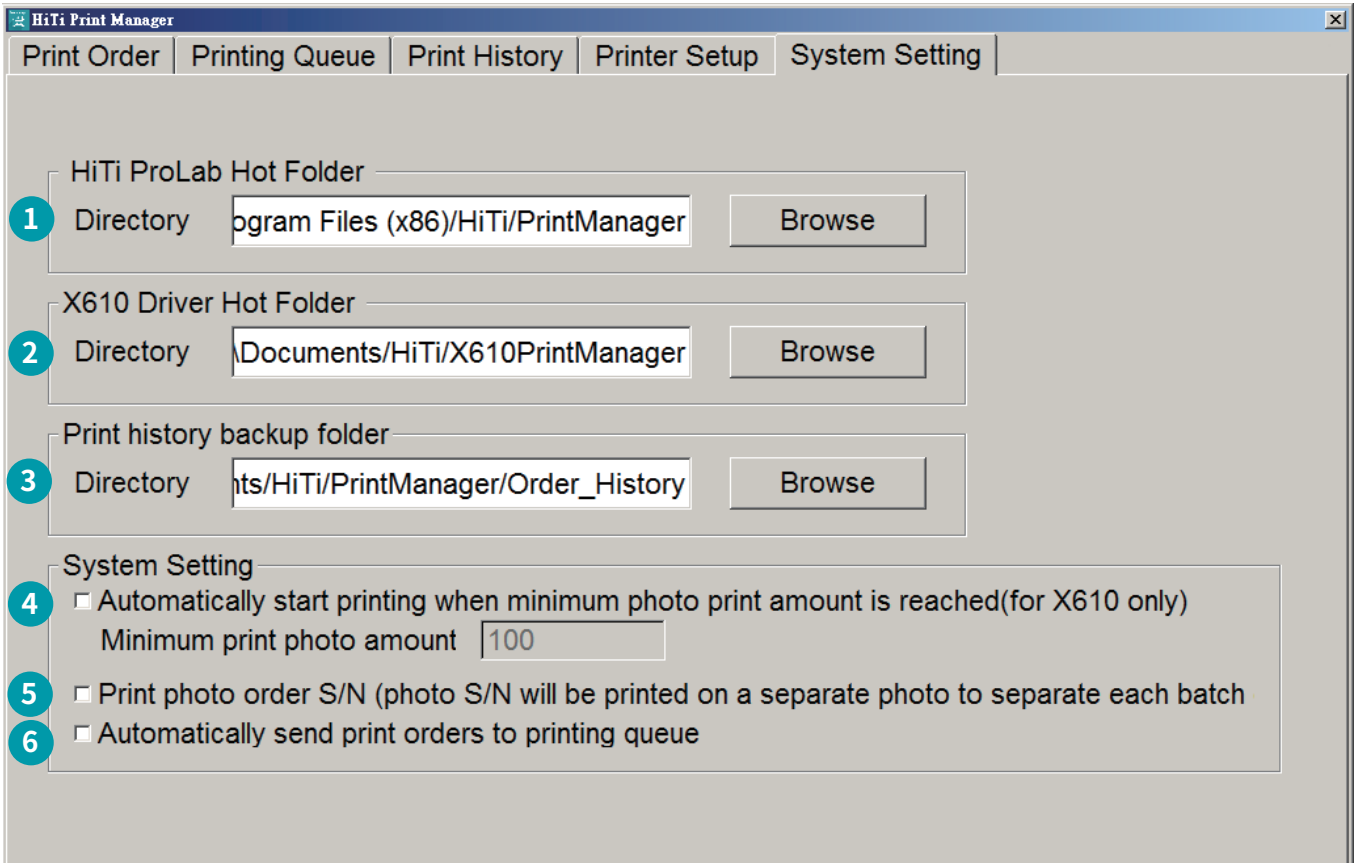 HiTi Print Manager
Print Order Printing Queue Print History Printer Setup System Setting
HiTi ProLab Hot Folder
1 Directory ogram Files (x86)/HiTi/PrintManager Browse
X610 Driver Hot Folder
2 Directory \Documents/HiTi/X610PrintManager Browse
Print history backup folder
3 Directory nts/HiTi/PrintManager/Order_History Browse
System Setting
4 Automatically start printing when minimum photo print amount is reached(for X610 only)
Minimum print photo amount 100
5 Print photo order S/N (photo S/N will be printed on a separate photo to separate each batch
6 Automatically send print orders to printing queue